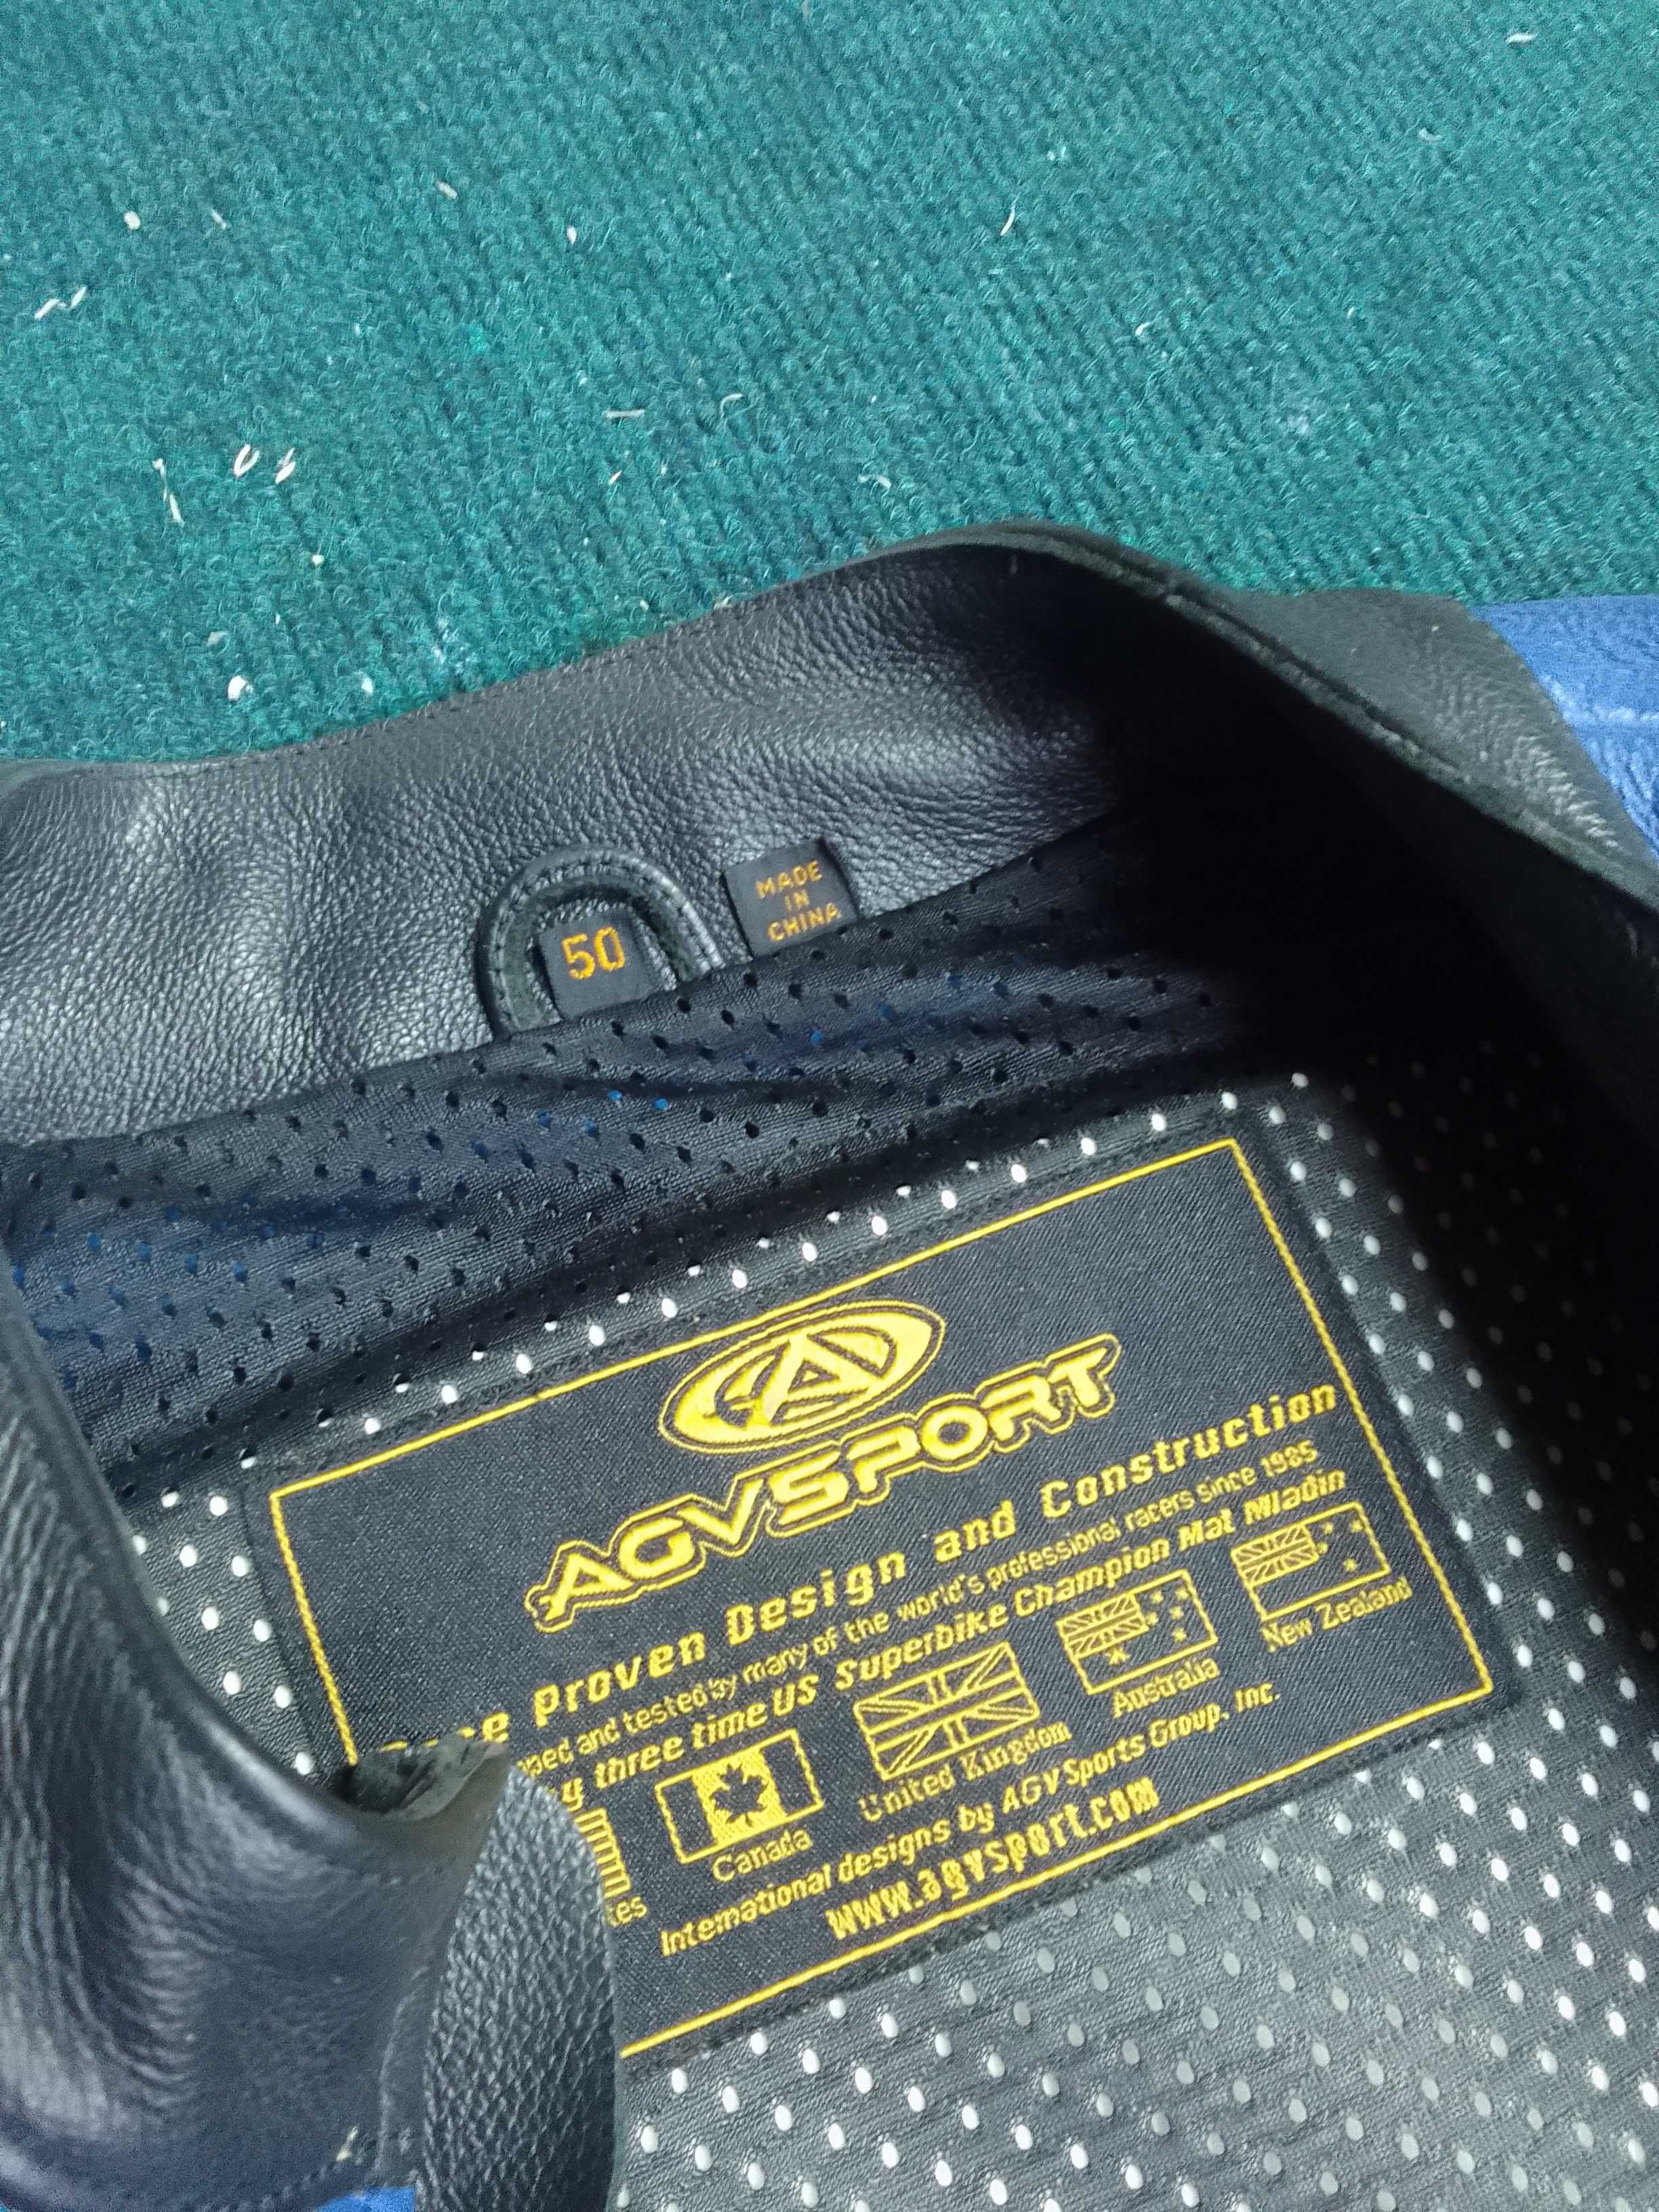 50
MADE
IN
CHINA
AGVSPORT
Proven Design and Construction
and tested by many of the world's professional racers since 1985
three time US Superbike Champion Mat Mladin
Canada
United Kingdom
Australia
New Zealand
International designs by AGV Sports Group, Inc.
www.agvsport.com